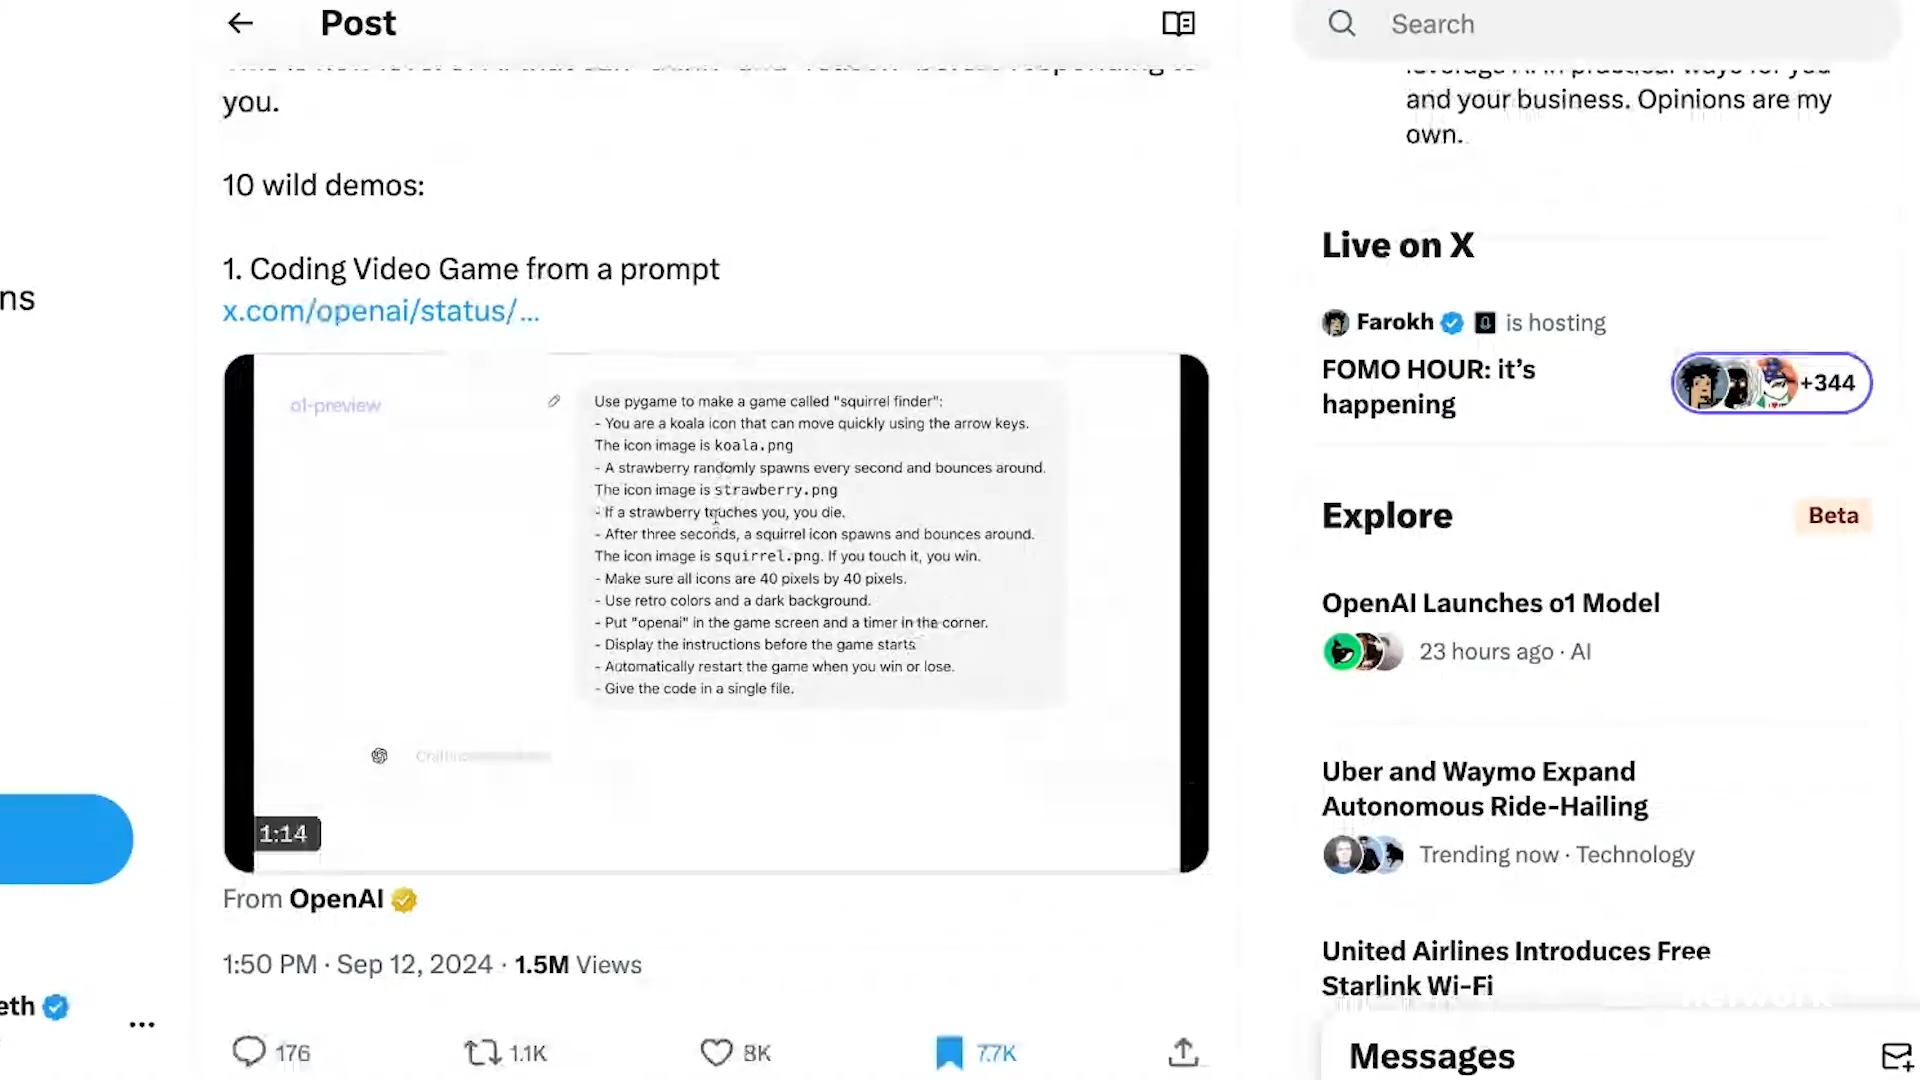 Post
you.
10 wild demos:
1. Coding Video Game from a prompt
x.com/openai/status/...
o1-preview
Use pygame to make a game called "squirrel finder":
- You are a koala icon that can move quickly using the arrow keys.
The icon image is koala.png
- A strawberry randomly spawns every second and bounces around.
The icon image is strawberry.png
- If a strawberry touches you, you die.
- After three seconds, a squirrel icon spawns and bounces around.
The icon image is squirrel.png. If you touch it, you win.
- Make sure all icons are 40 pixels by 40 pixels.
- Use retro colors and a dark background.
- Put "openai" in the game screen and a timer in the corner.
- Display the instructions before the game starts
- Automatically restart the game when you win or lose.
- Give the code in a single file.
1:14
From OpenAI
1:50 PM · Sep 12, 2024 · 1.5M Views
176
1.1K
8K
7.7K
ns
eth
...
Search
leverage AI in practical ways for you
and your business. Opinions are my
own.
Live on X
Farokh is hosting
FOMO HOUR: it's
happening
+344
Explore
Beta
OpenAI Launches o1 Model
23 hours ago · AI
Uber and Waymo Expand
Autonomous Ride-Hailing
Trending now · Technology
United Airlines Introduces Free
Starlink Wi-Fi
network
Messages